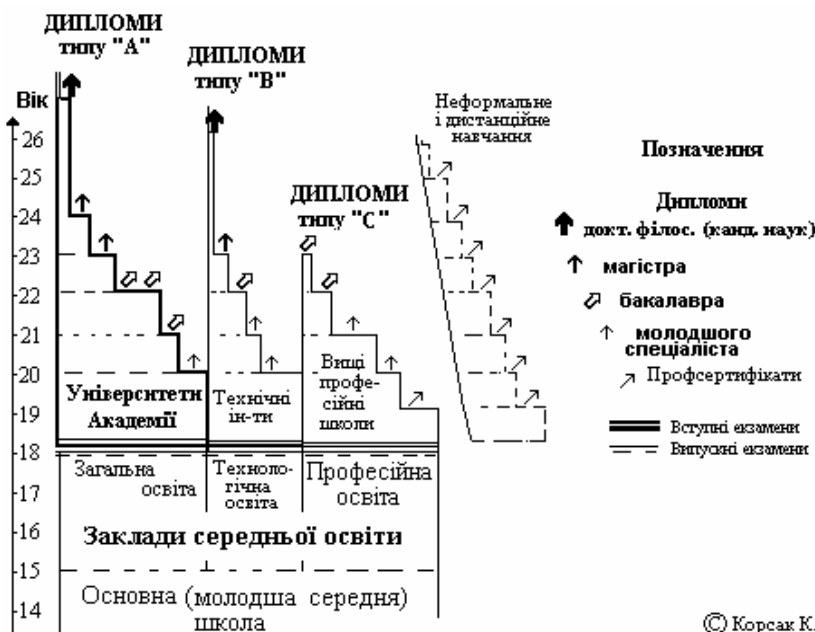 ДИПЛОМИ
типу "А"
ДИПЛОМИ
типу "В"
ДИПЛОМИ
типу "С"
Неформальне
і дистанційне
навчання
Вік
26
25
24
23
22
21
20
19
18
17
16
15
14
Університети
Академії
Технічні
ін-ти
Вищі
профе-
сійні
школи
Загальна
освіта
Техноло-
гічна
освіта
Професійна
освіта
Заклади середньої освіти
Основна (молодша середня)
школа
Позначення
Дипломи
докт. філос. (канд. наук)
магістра
бакалавра
молодшого
спеціаліста
Профсертифікати
Вступні екзамени
Випускні екзамени
© Корсак К.